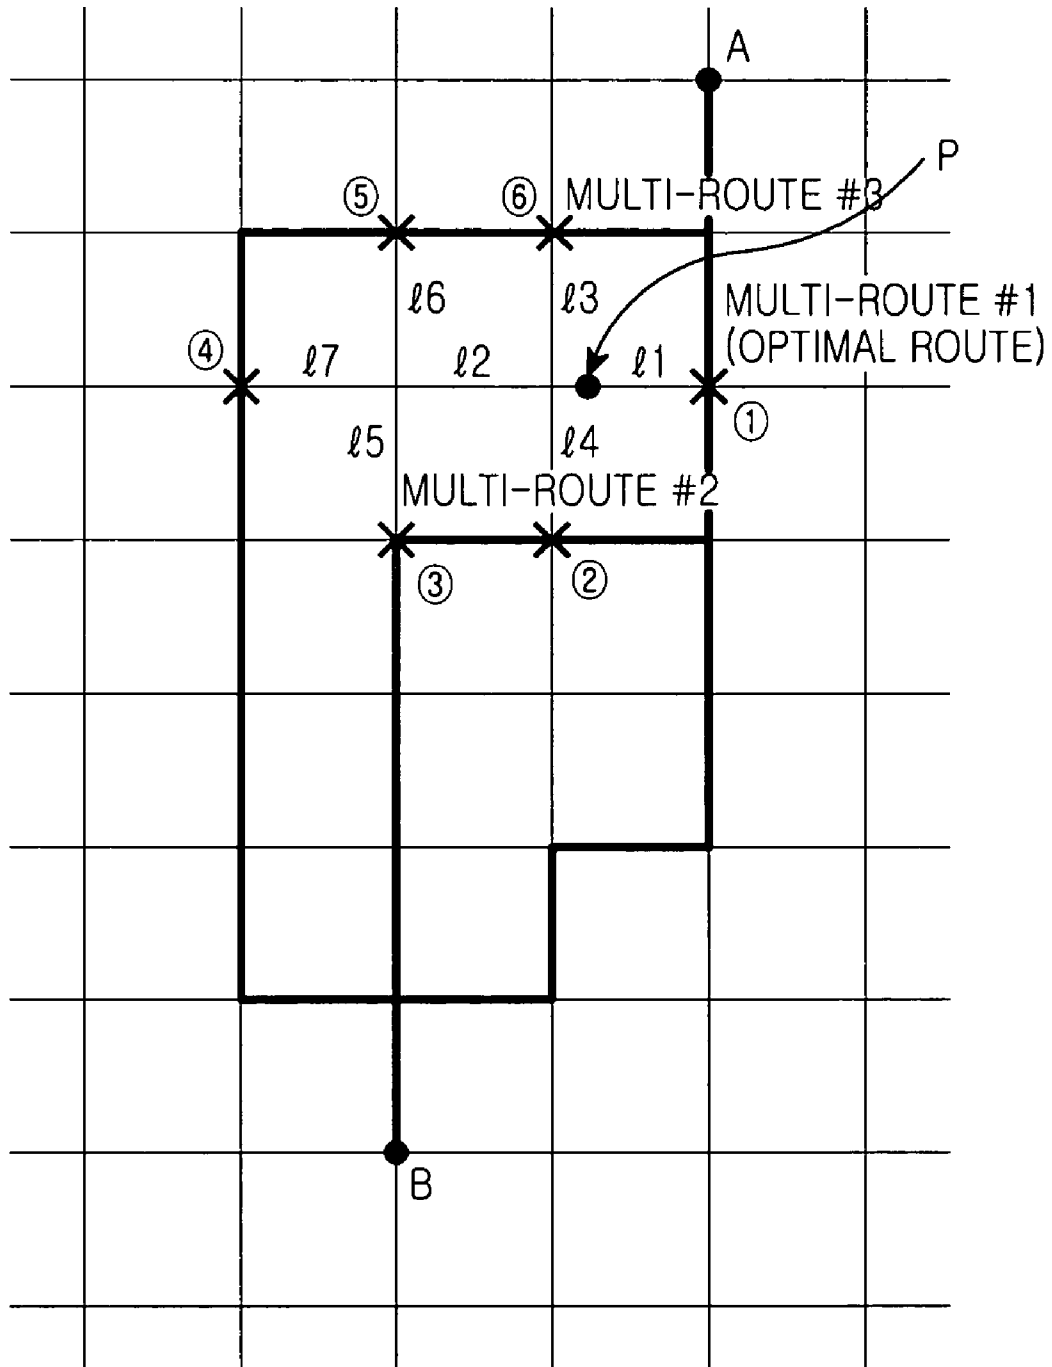 A
P
⑤ ⑥ MULTI-ROUTE #3
ℓ6 ℓ3 MULTI-ROUTE #1
(OPTIMAL ROUTE)
④ ℓ7 ℓ2 ℓ1
①
ℓ5 ℓ4
MULTI-ROUTE #2
③ ②
B